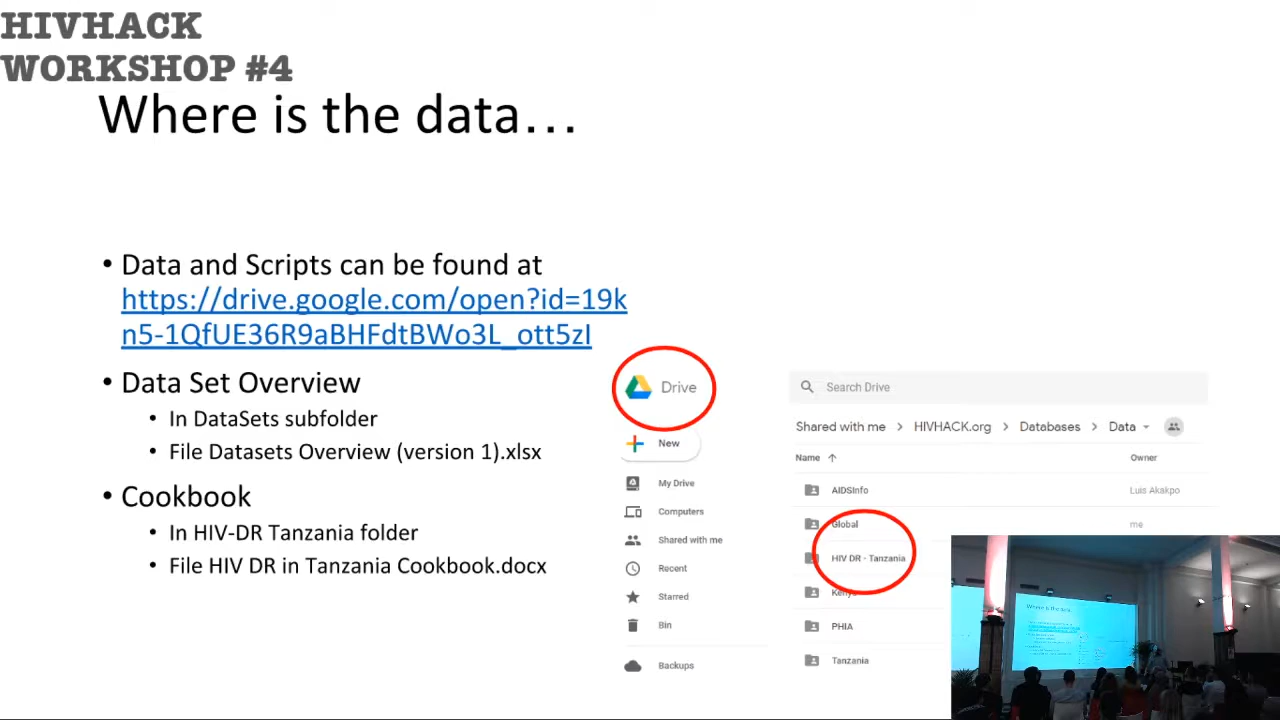 HIVHACK
WORKSHOP #4
Where is the data...
• Data and Scripts can be found at
https://drive.google.com/open?id=19k
n5-1QfUE36R9aBHFdtBWo3L_ott5zI
• Data Set Overview
• In DataSets subfolder
• File Datasets Overview (version 1).xlsx
• Cookbook
• In HIV-DR Tanzania folder
• File HIV DR in Tanzania Cookbook.docx
Drive
New
My Drive
Computers
Shared with me
Recent
Starred
Bin
Backups
Search Drive
Shared with me > HIVHACK.org > Databases > Data
Name ↑ Owner
AIDSInfo Luis Akakpo
Global me
HIV DR - Tanzania
Kenya
PHIA
Tanzania
Where is the data...